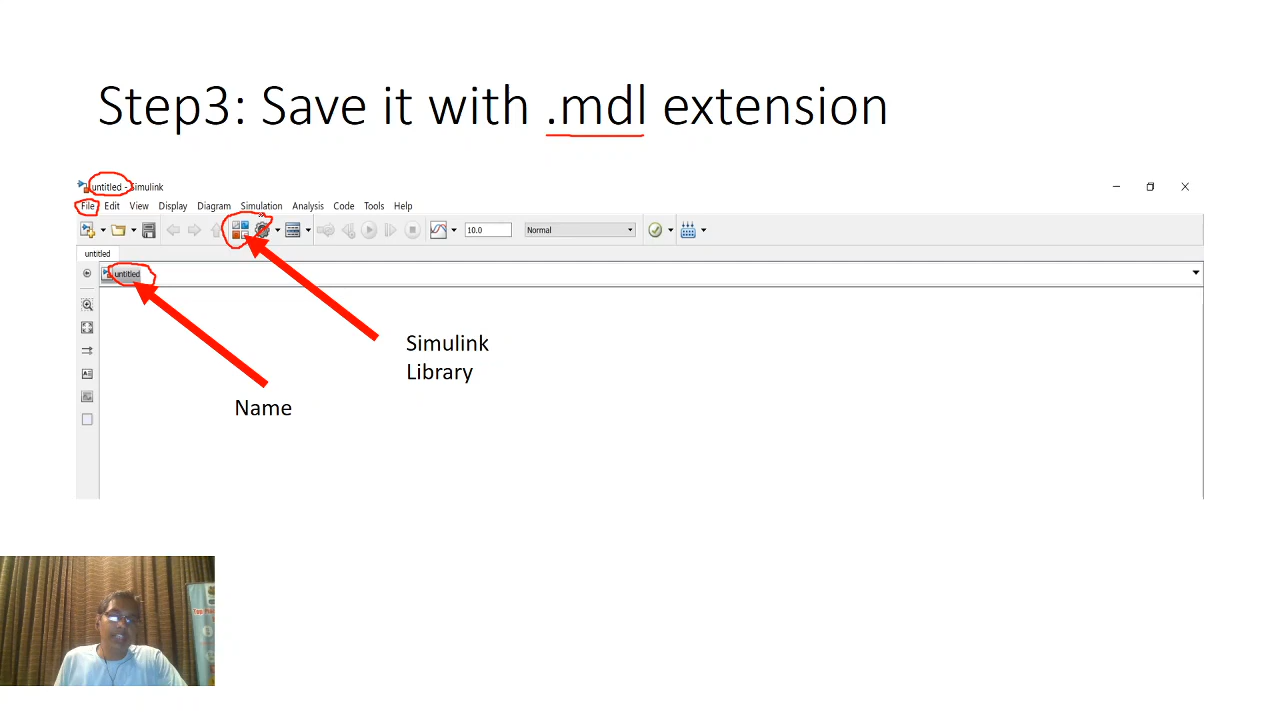 Step3: Save it with .mdl extension
untitled - Simulink
File Edit View Display Diagram Simulation Analysis Code Tools Help
10.0 Normal
untitled
untitled
Simulink
Library
Name